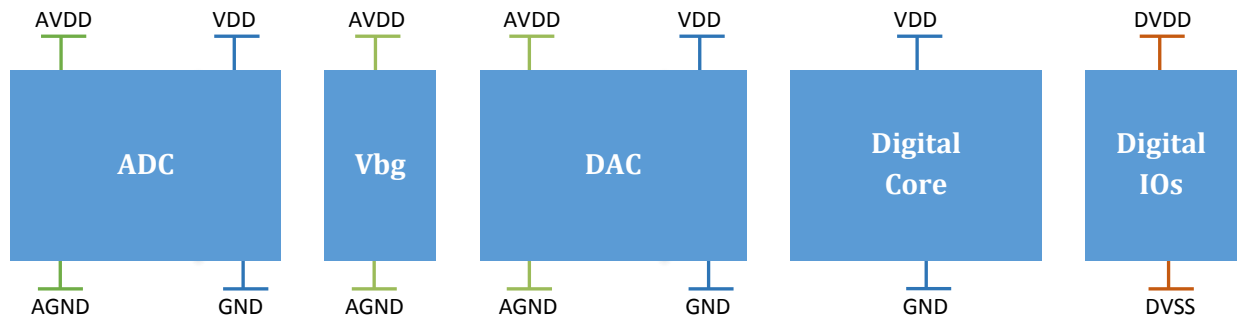 AVDD VDD AVDD AVDD VDD VDD DVDD
ADC
Vbg
DAC
Digital
Core
Digital
IOs
AGND GND AGND AGND GND GND DVSS